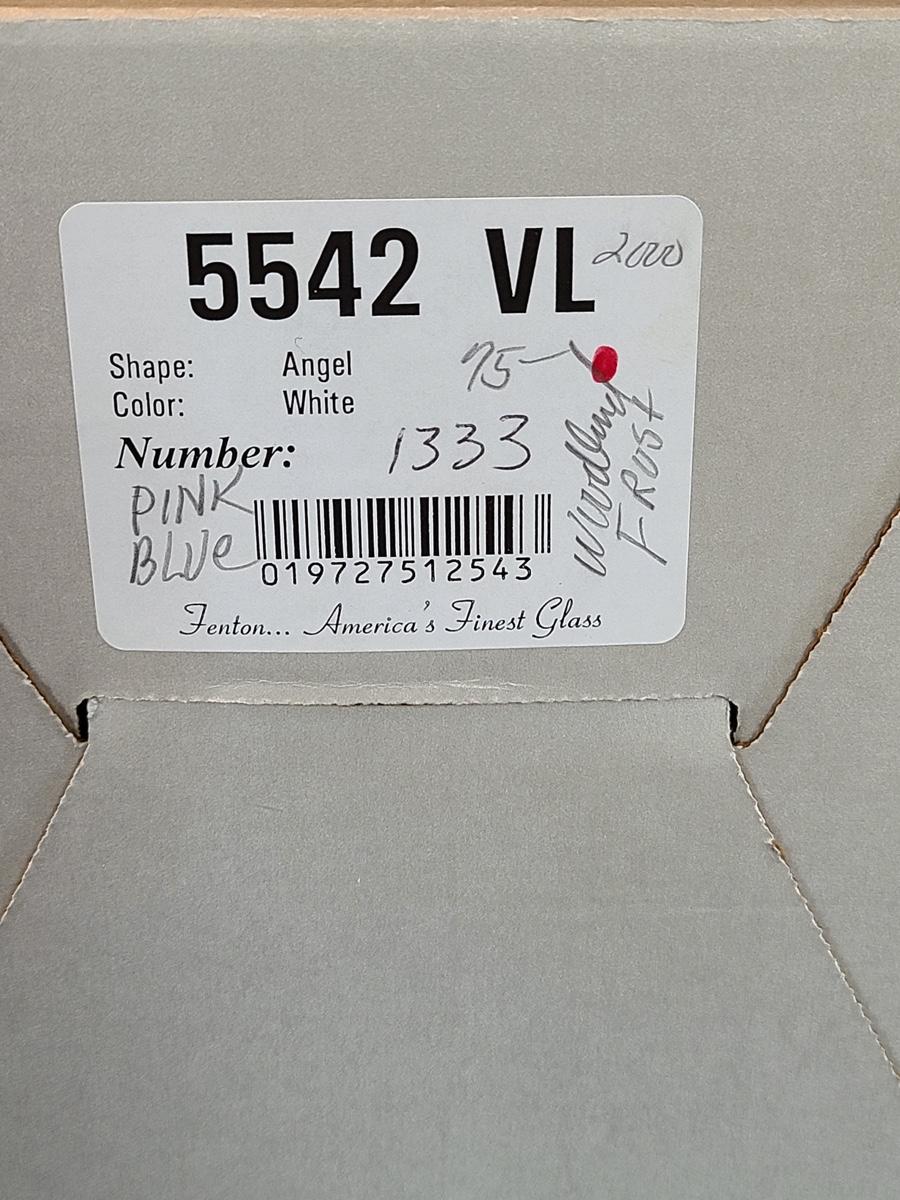 5542 VL 2000
Shape: Angel 75-
Color: White
Number: 1333
Woodland
FROST
PINK
BLUe
019727512543
Fenton... America's Finest Glass